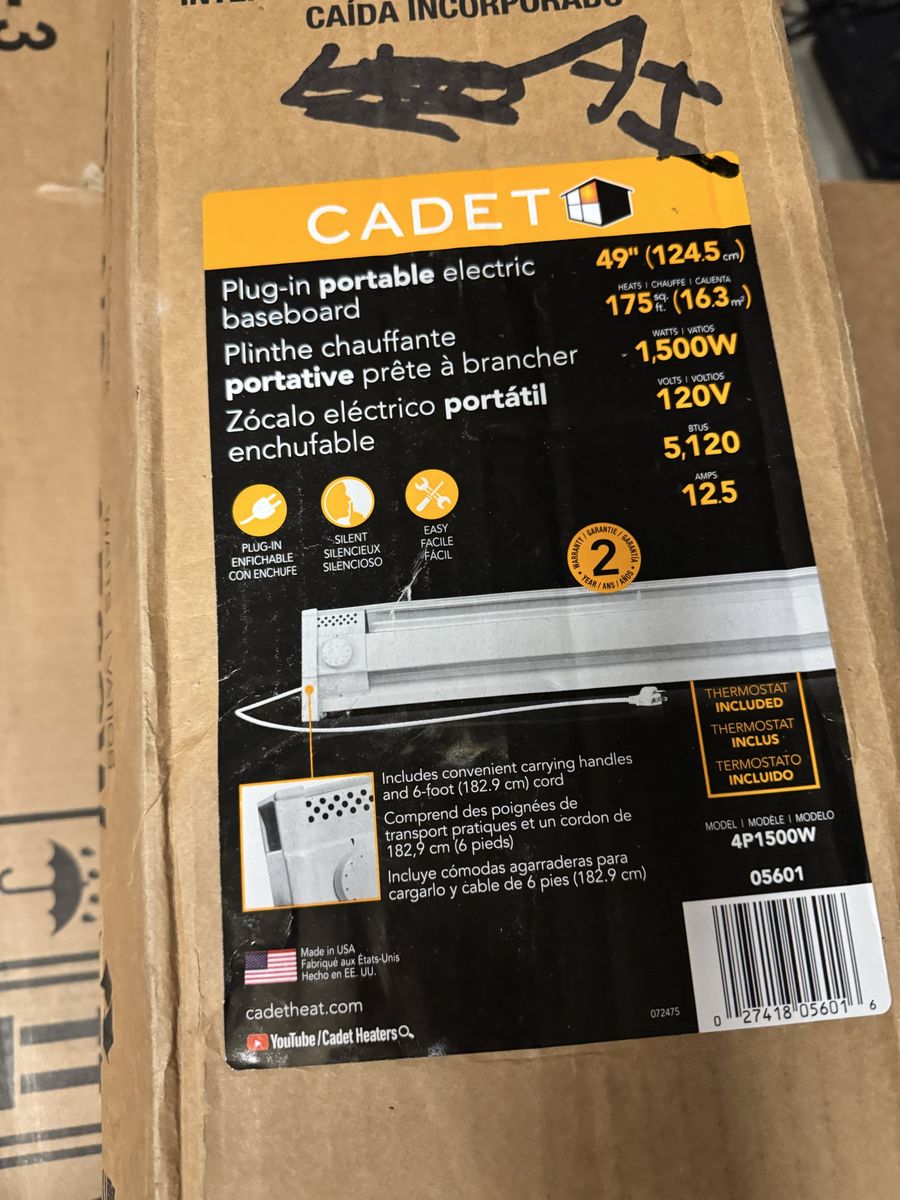 CAÍDA INCORPORADO
CADET
Plug-in portable electric
baseboard
Plinthe chauffante
portative prête à brancher
Zócalo eléctrico portátil
enchufable
49" (124.5 cm)
HEATS | CHAUFFE | CALIENTA
175 sq. ft. (16.3 m²)
WATTS | VATIOS
1,500W
VOLTS | VOLTIOS
120V
BTUS
5,120
AMPS
12.5
PLUG-IN
ENFICHABLE
CON ENCHUFE
SILENT
SILENCIEUX
SILENCIOSO
EASY
FACILE
FÁCIL
WARRANTY / GARANTIE / GARANTÍA
2
YEAR / ANS / AÑOS
THERMOSTAT
INCLUDED
THERMOSTAT
INCLUS
TERMOSTATO
INCLUIDO
Includes convenient carrying handles
and 6-foot (182.9 cm) cord
Comprend des poignées de
transport pratiques et un cordon de
182,9 cm (6 pieds)
Incluye cómodas agarraderas para
cargarlo y cable de 6 pies (182.9 cm)
MODEL | MODÈLE | MODELO
4P1500W
05601
Made in USA
Fabriqué aux États-Unis
Hecho en EE. UU.
cadetheat.com
YouTube/Cadet Heaters
072475
0 27418 05601 6